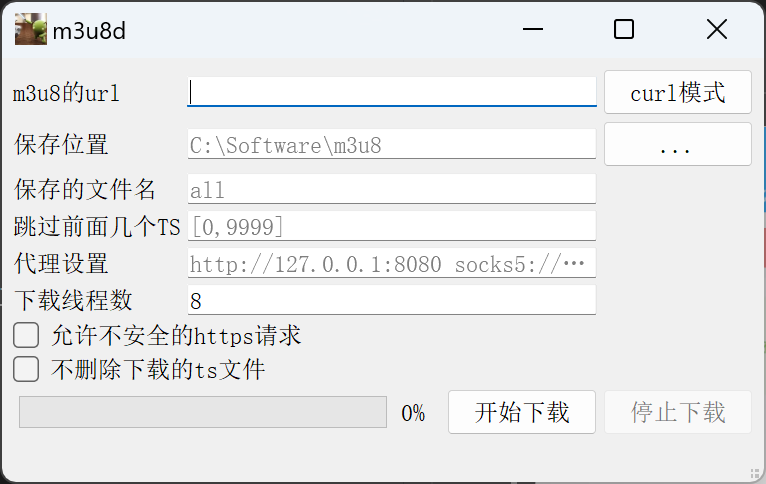 m3u8d
m3u8的url curl模式
保存位置 C:\Software\m3u8 ...
保存的文件名 all
跳过前面几个TS [0,9999]
代理设置 http://127.0.0.1:8080 socks5://…
下载线程数 8
允许不安全的https请求
不删除下载的ts文件
0% 开始下载 停止下载